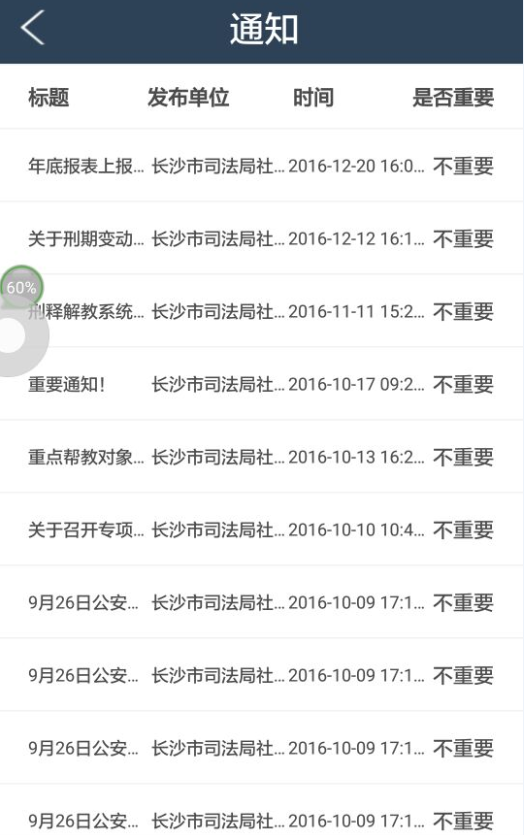 通知
标题 发布单位 时间 是否重要
年底报表上报... 长沙市司法局社... 2016-12-20 16:0... 不重要
关于刑期变动... 长沙市司法局社... 2016-12-12 16:1... 不重要
60%
刑释解教系统... 长沙市司法局社... 2016-11-11 15:2... 不重要
重要通知! 长沙市司法局社... 2016-10-17 09:2... 不重要
重点帮教对象... 长沙市司法局社... 2016-10-13 16:2... 不重要
关于召开专项... 长沙市司法局社... 2016-10-10 10:4... 不重要
9月26日公安... 长沙市司法局社... 2016-10-09 17:1... 不重要
9月26日公安... 长沙市司法局社... 2016-10-09 17:1... 不重要
9月26日公安... 长沙市司法局社... 2016-10-09 17:1... 不重要
9月26日公安... 长沙市司法局社... 2016-10-09 17:1... 不重要